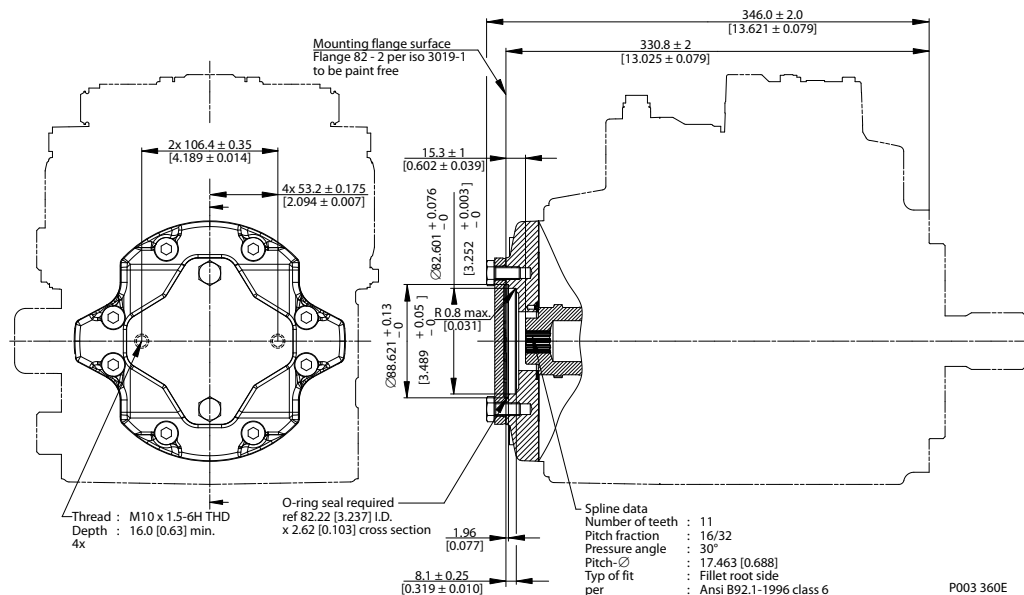 346.0 ± 2.0
[13.621 ± 0.079]
Mounting flange surface
Flange 82 - 2 per iso 3019-1
to be paint free
330.8 ± 2
[13.025 ± 0.079]
2x 106.4 ± 0.35
[4.189 ± 0.014]
15.3 ± 1
[0.602 ± 0.039]
4x 53.2 ± 0.175
[2.094 ± 0.007]
Ø82.601 + 0.076 - 0
[3.252 + 0.003 - 0]
R 0.8 max.
[0.031]
Ø88.621 + 0.13 - 0
[3.489 + 0.05 - 0]
Thread : M10 x 1.5-6H THD
Depth : 16.0 [0.63] min.
4x
O-ring seal required
ref 82.22 [3.237] I.D.
x 2.62 [0.103] cross section
1.96
[0.077]
8.1 ± 0.25
[0.319 ± 0.010]
Spline data
Number of teeth : 11
Pitch fraction : 16/32
Pressure angle : 30°
Pitch-Ø : 17.463 [0.688]
Typ of fit : Fillet root side
per : Ansi B92.1-1996 class 6
P003 360E